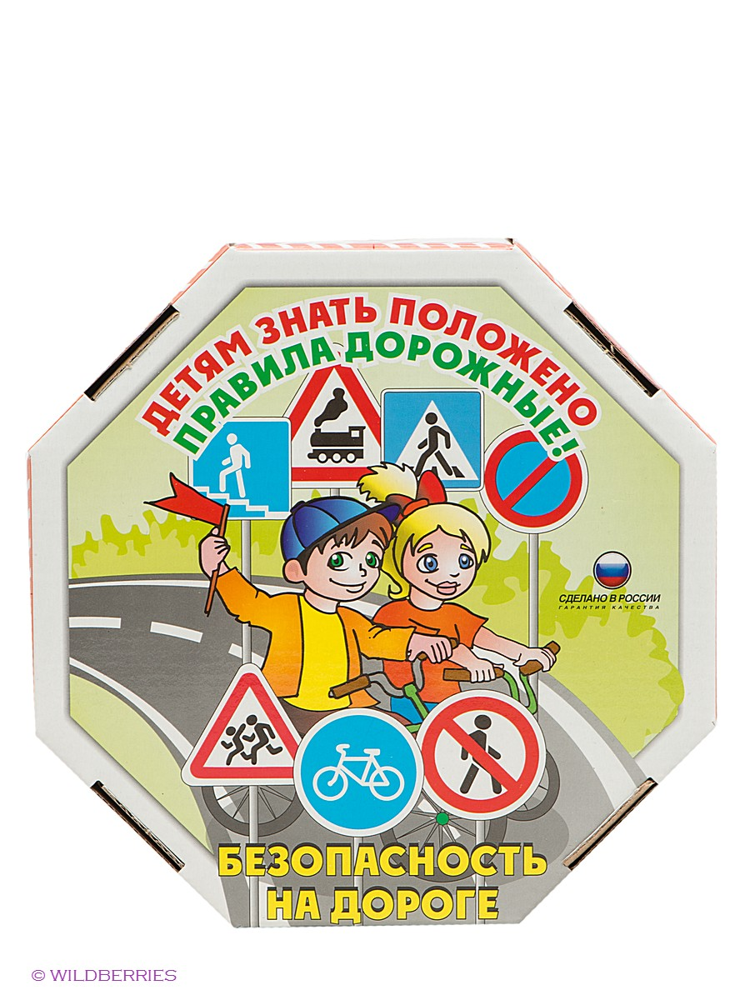 ДЕТЯМ ЗНАТЬ ПОЛОЖЕНО
ПРАВИЛА ДОРОЖНЫЕ!
СДЕЛАНО В РОССИИ
ГАРАНТИЯ КАЧЕСТВА
БЕЗОПАСНОСТЬ
НА ДОРОГЕ
© WILDBERRIES